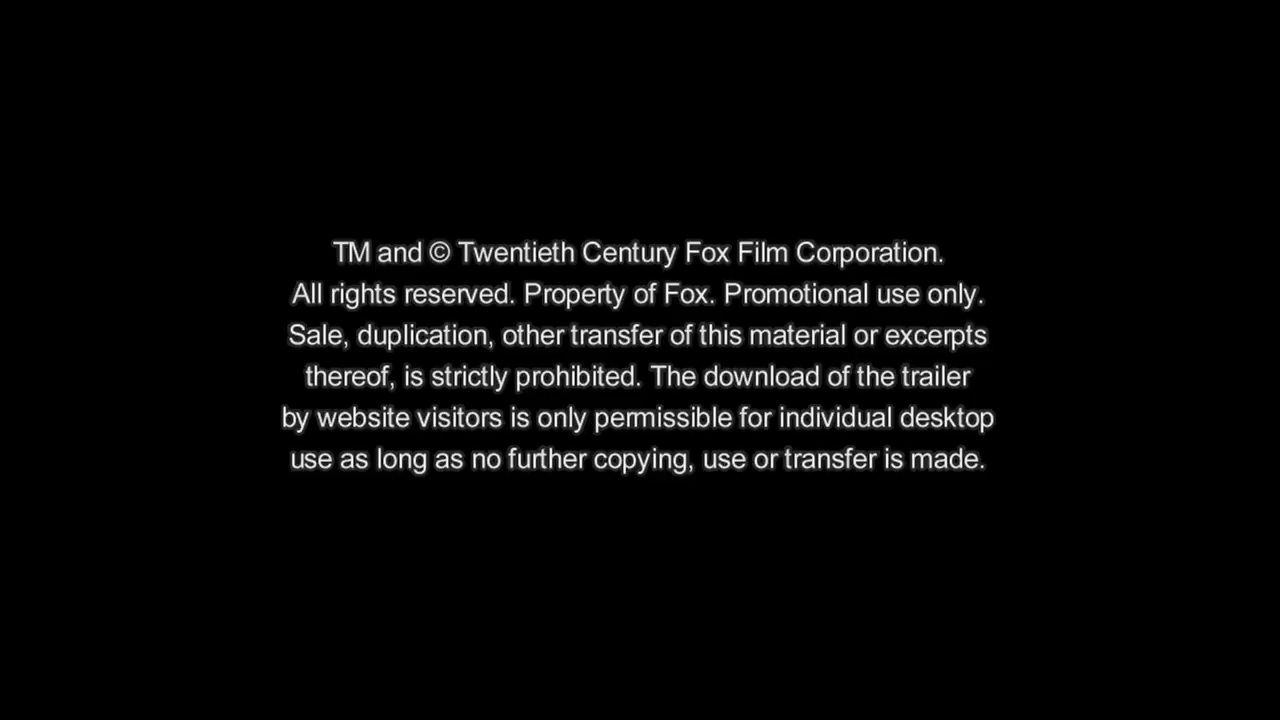 TM and © Twentieth Century Fox Film Corporation.
All rights reserved. Property of Fox. Promotional use only.
Sale, duplication, other transfer of this material or excerpts
thereof, is strictly prohibited. The download of the trailer
by website visitors is only permissible for individual desktop
use as long as no further copying, use or transfer is made.